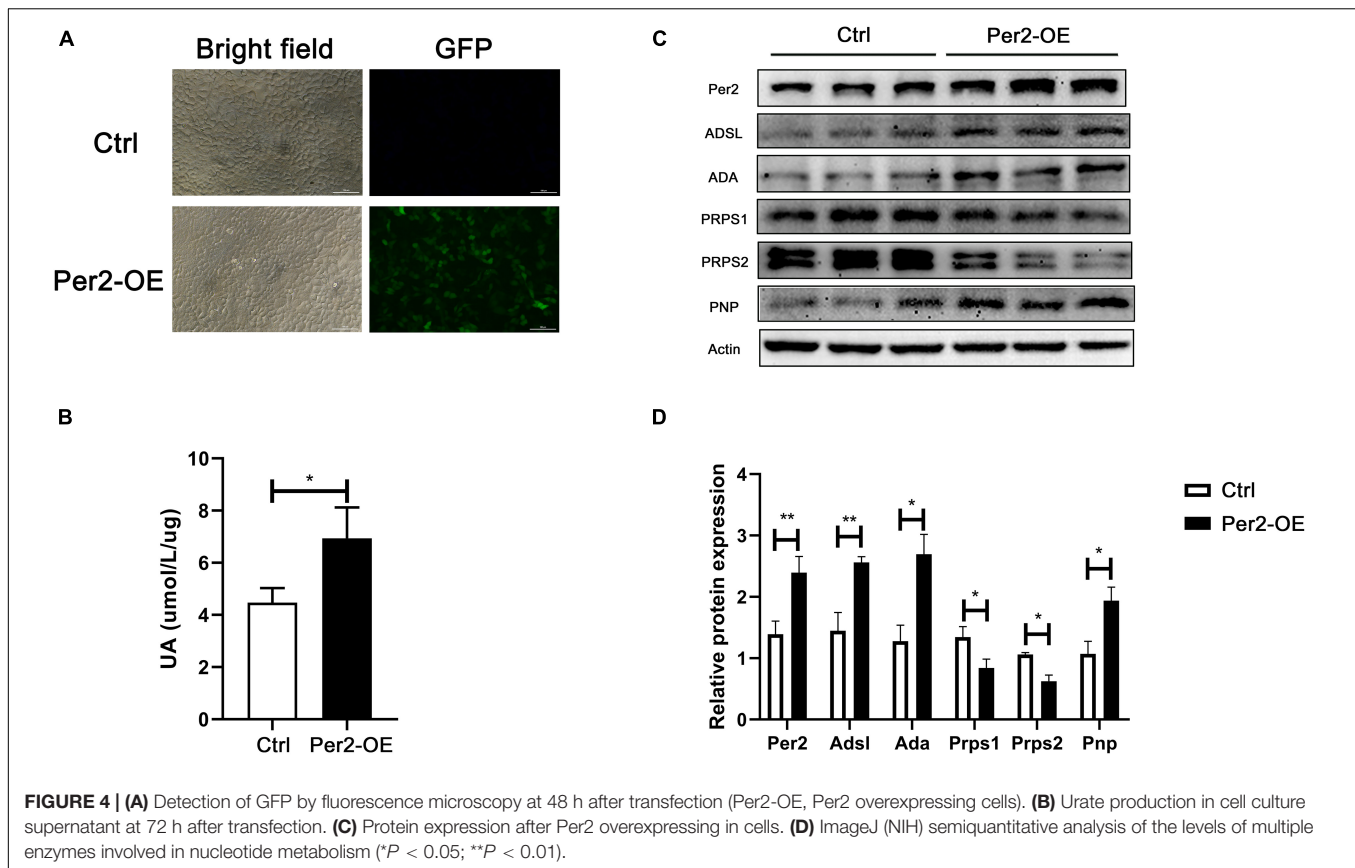 A
Bright field GFP
Ctrl
Per2-OE
B
UA (umol/L/ug)
10
8
6
4
2
0
*
Ctrl Per2-OE
C
Ctrl Per2-OE
Per2
ADSL
ADA
PRPS1
PRPS2
PNP
Actin
D
Relative protein expression
4
3
2
1
0
** ** * * * *
Per2 Adsl Ada Prps1 Prps2 Pnp
Ctrl
Per2-OE
FIGURE 4 | (A) Detection of GFP by fluorescence microscopy at 48 h after transfection (Per2-OE, Per2 overexpressing cells). (B) Urate production in cell culture
supernatant at 72 h after transfection. (C) Protein expression after Per2 overexpressing in cells. (D) ImageJ (NIH) semiquantitative analysis of the levels of multiple
enzymes involved in nucleotide metabolism (*P < 0.05; **P < 0.01).